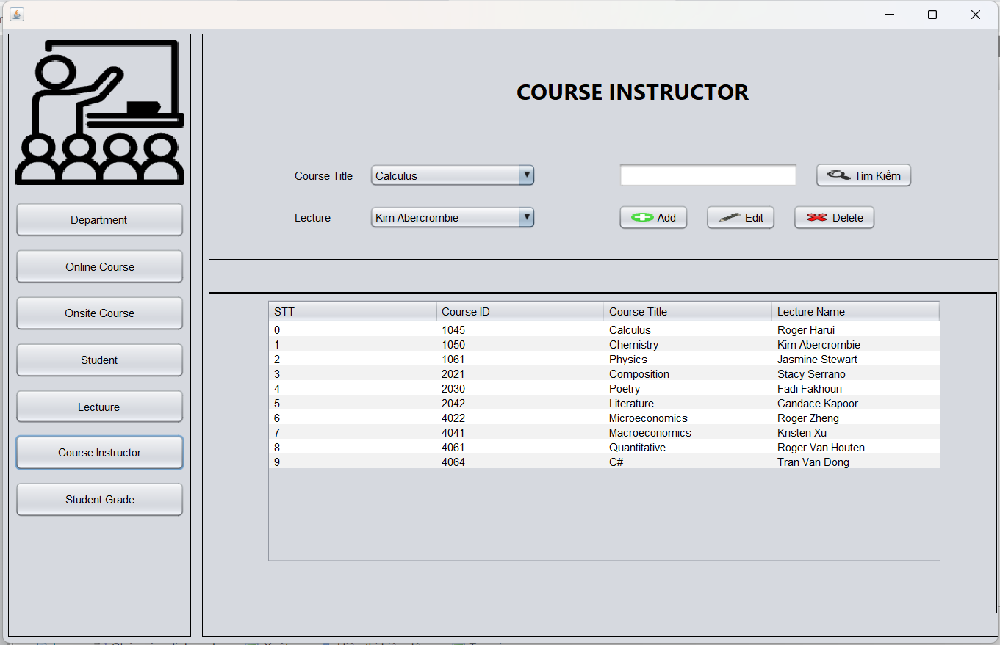 COURSE INSTRUCTOR
Course Title Calculus Tìm Kiếm
Lecture Kim Abercrombie Add Edit Delete
Department
Online Course
Onsite Course
Student
Lectuure
Course Instructor
Student Grade
STT Course ID Course Title Lecture Name
0 1045 Calculus Roger Harui
1 1050 Chemistry Kim Abercrombie
2 1061 Physics Jasmine Stewart
3 2021 Composition Stacy Serrano
4 2030 Poetry Fadi Fakhouri
5 2042 Literature Candace Kapoor
6 4022 Microeconomics Roger Zheng
7 4041 Macroeconomics Kristen Xu
8 4061 Quantitative Roger Van Houten
9 4064 C# Tran Van Dong